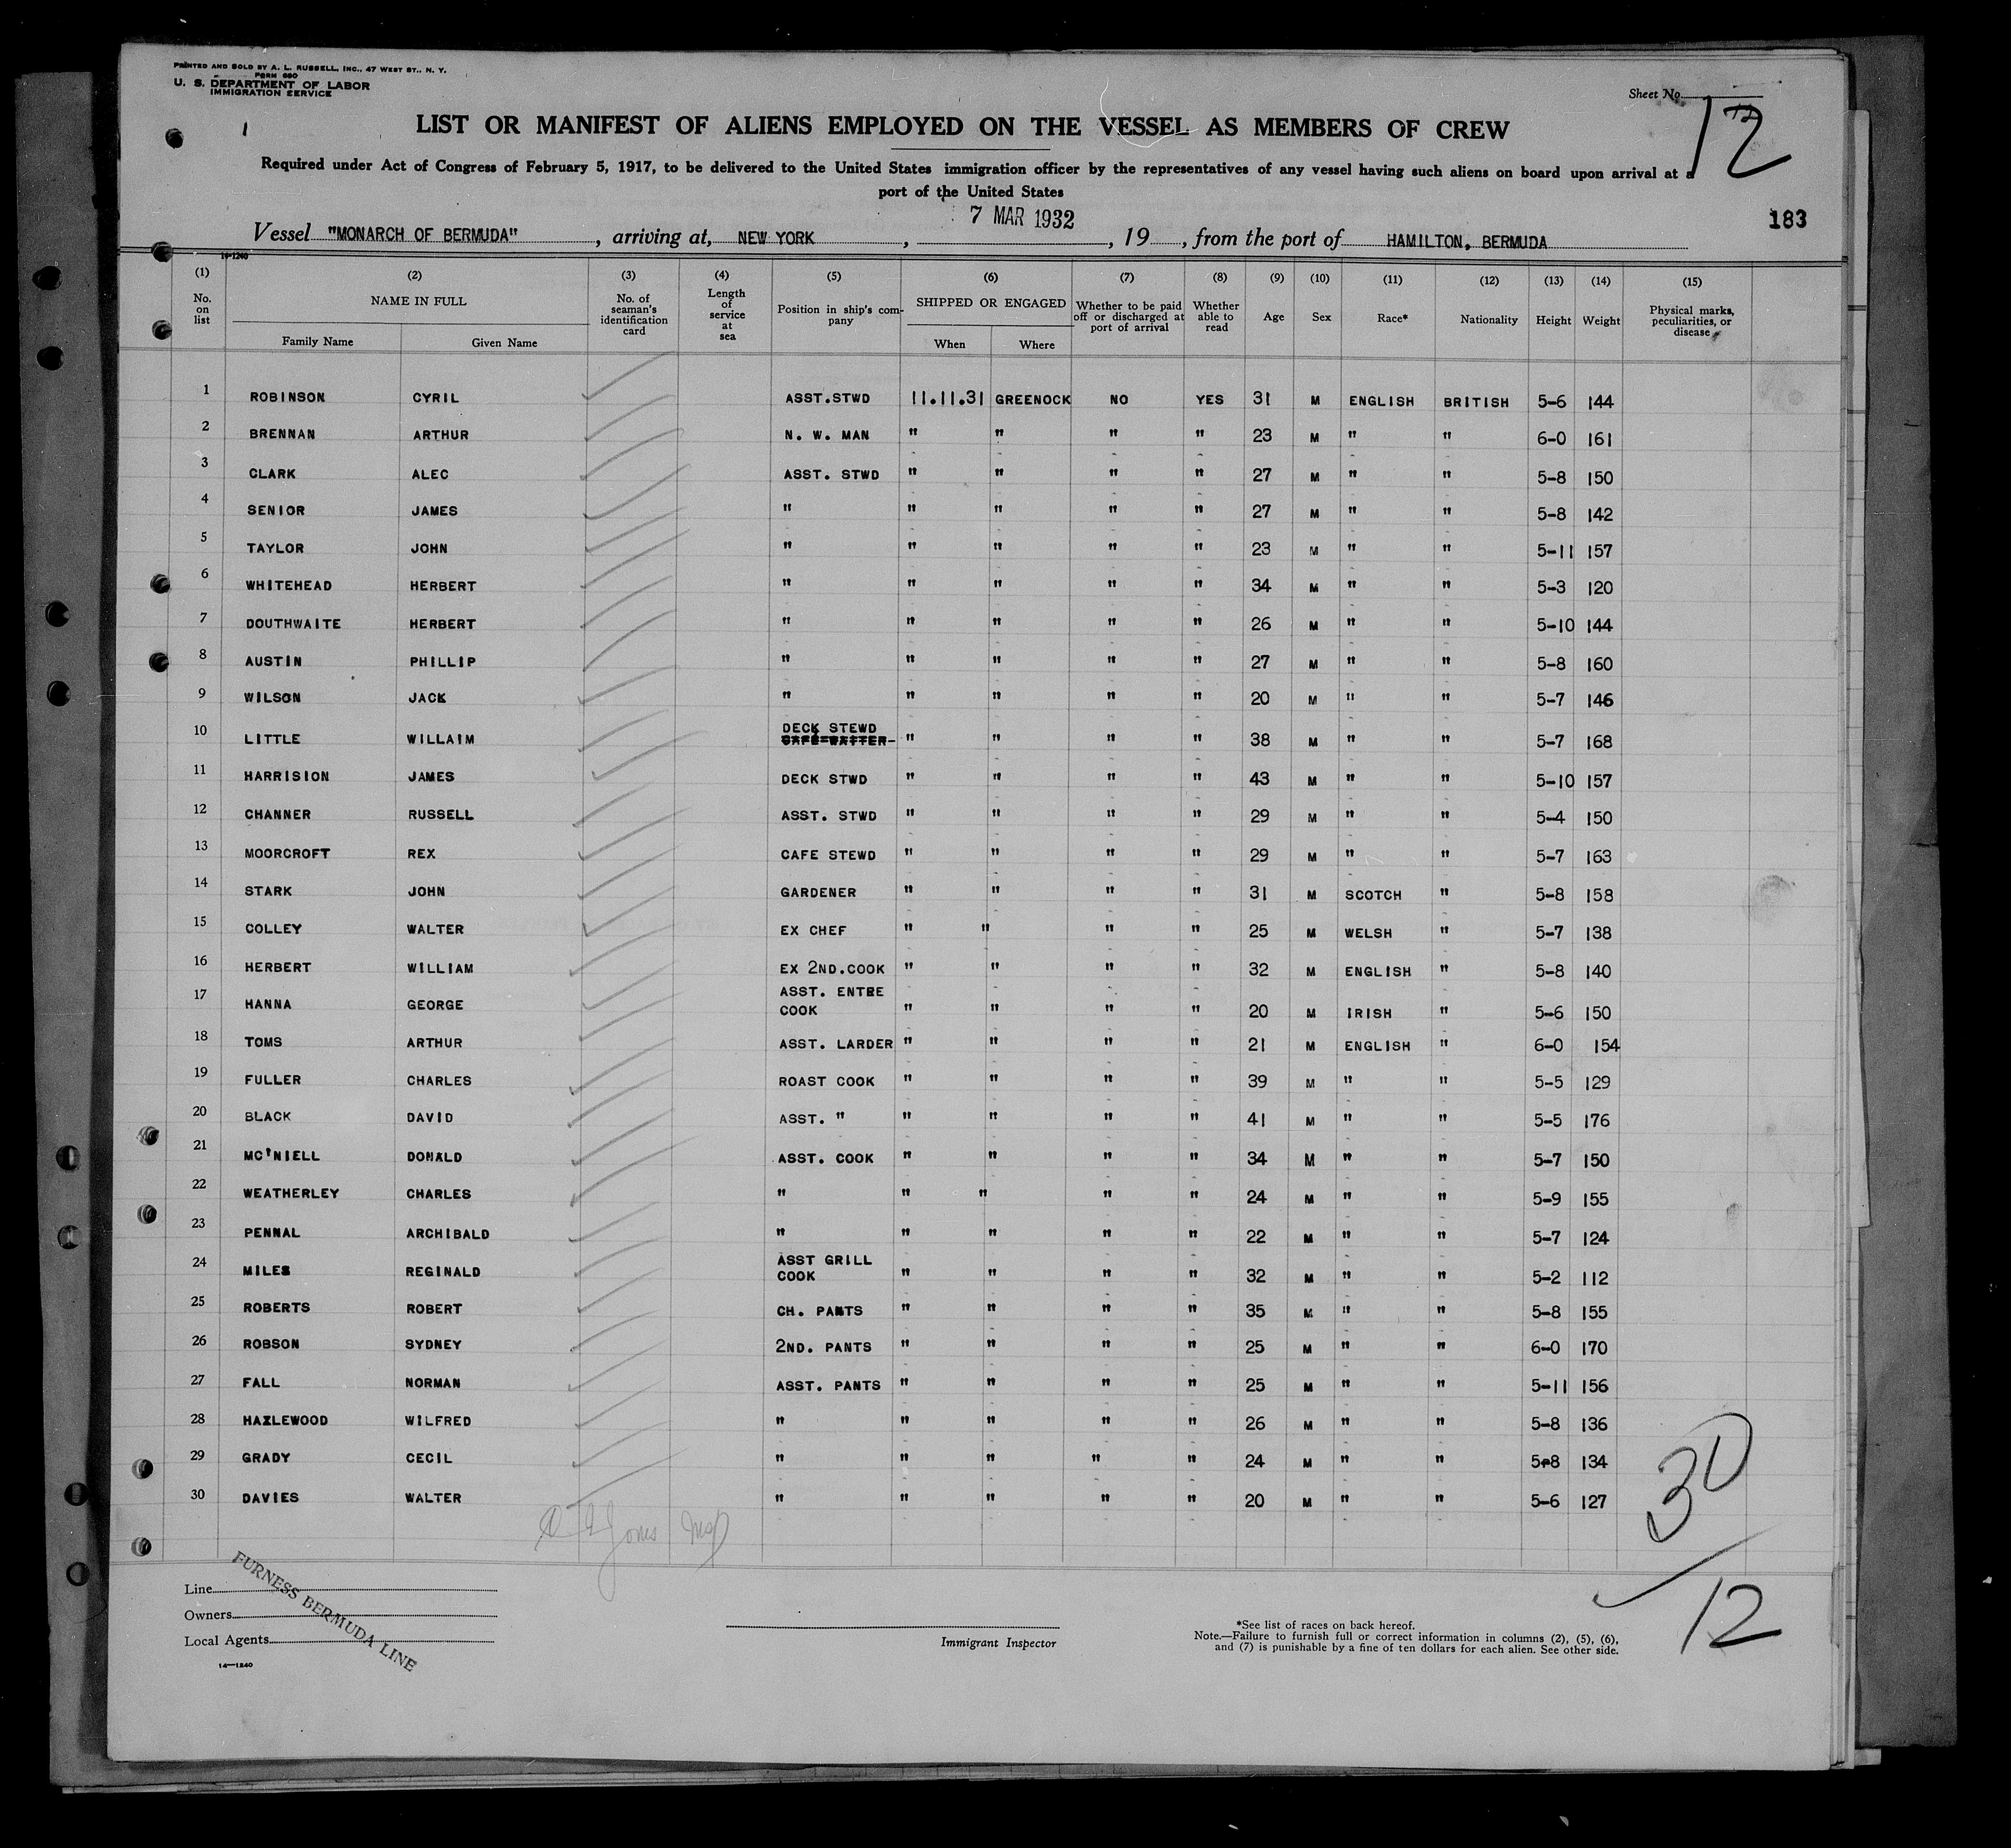 PRINTED AND SOLD BY A. L. RUSSELL, INC., 47 WEST ST., N. Y.
FORM 680
U. S. DEPARTMENT OF LABOR
IMMIGRATION SERVICE
Sheet No. 12
LIST OR MANIFEST OF ALIENS EMPLOYED ON THE VESSEL AS MEMBERS OF CREW
Required under Act of Congress of February 5, 1917, to be delivered to the United States immigration officer by the representatives of any vessel having such aliens on board upon arrival at a
port of the United States
7 MAR 1932
183
Vessel "MONARCH OF BERMUDA", arriving at, NEW YORK, , 19 , from the port of HAMILTON, BERMUDA
14-1240
(1) (2) (3) (4) (5) (6) (7) (8) (9) (10) (11) (12) (13) (14) (15)
No. on list NAME IN FULL Family Name Given Name No. of seaman's identification card Length of service at sea Position in ship's company SHIPPED OR ENGAGED When Where Whether to be paid off or discharged at port of arrival Whether able to read Age Sex Race* Nationality Height Weight Physical marks, peculiarities, or disease
1 ROBINSON CYRIL ASST.STWD 11.11.31 GREENOCK NO YES 31 M ENGLISH BRITISH 5-6 144
2 BRENNAN ARTHUR N. W. MAN " " " " 23 M " " 6-0 161
3 CLARK ALEC ASST. STWD " " " " 27 M " " 5-8 150
4 SENIOR JAMES " " " " " 27 M " " 5-8 142
5 TAYLOR JOHN " " " " " 23 M " " 5-11 157
6 WHITEHEAD HERBERT " " " " " 34 M " " 5-3 120
7 DOUTHWAITE HERBERT " " " " " 26 M " " 5-10 144
8 AUSTIN PHILLIP " " " " " 27 M " " 5-8 160
9 WILSON JACK " " " " " 20 M " " 5-7 146
10 LITTLE WILLAIM DECK STEWD CAFE WAITER " " " " 38 M " " 5-7 168
11 HARRISION JAMES DECK STWD " " " " 43 M " " 5-10 157
12 CHANNER RUSSELL ASST. STWD " " " " 29 M " " 5-4 150
13 MOORCROFT REX CAFE STEWD " " " " 29 M " " 5-7 163
14 STARK JOHN GARDENER " " " " 31 M SCOTCH " 5-8 158
15 COLLEY WALTER EX CHEF " " " " 25 M WELSH " 5-7 138
16 HERBERT WILLIAM EX 2ND.COOK " " " " 32 M ENGLISH " 5-8 140
17 HANNA GEORGE ASST. ENTRE COOK " " " " 20 M IRISH " 5-6 150
18 TOMS ARTHUR ASST. LARDER " " " " 21 M ENGLISH " 6-0 154
19 FULLER CHARLES ROAST COOK " " " " 39 M " " 5-5 129
20 BLACK DAVID ASST. " " " " " 41 M " " 5-5 176
21 MC'NIELL DONALD ASST. COOK " " " " 34 M " " 5-7 150
22 WEATHERLEY CHARLES " " " " " 24 M " " 5-9 155
23 PENNAL ARCHIBALD " " " " " 22 M " " 5-7 124
24 MILES REGINALD ASST GRILL COOK " " " " 32 M " " 5-2 112
25 ROBERTS ROBERT CH. PANTS " " " " 35 M " " 5-8 155
26 ROBSON SYDNEY 2ND. PANTS " " " " 25 M " " 6-0 170
27 FALL NORMAN ASST. PANTS " " " " 25 M " " 5-11 156
28 HAZLEWOOD WILFRED " " " " " 26 M " " 5-8 136
29 GRADY CECIL " " " " " 24 M " " 5-8 134
30 DAVIES WALTER " " " " " 20 M " " 5-6 127
Jones Insp
30
12
Line
Owners
Local Agents
FURNESS BERMUDA LINE
14-1240
Immigrant Inspector
*See list of races on back hereof.
Note.—Failure to furnish full or correct information in columns (2), (5), (6),
and (7) is punishable by a fine of ten dollars for each alien. See other side.